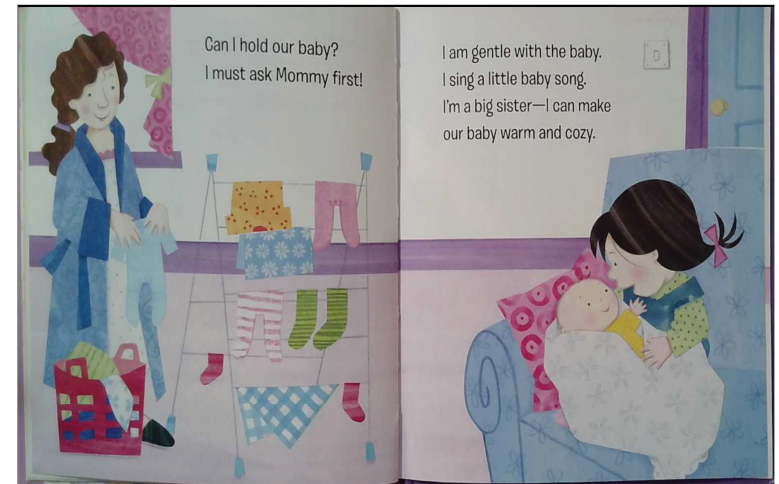 Can I hold our baby?
I must ask Mommy first!
I am gentle with the baby.
I sing a little baby song.
I'm a big sister—I can make
our baby warm and cozy.